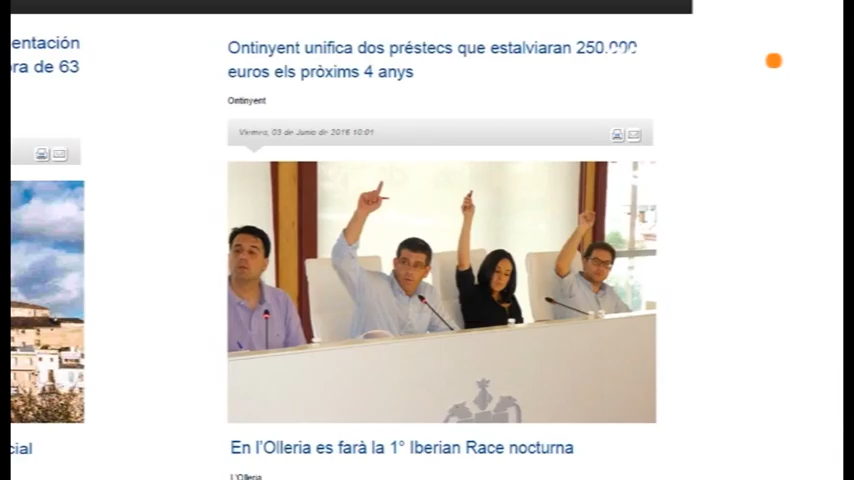 entación
ora de 63
Ontinyent unifica dos préstecs que estalviaran 250.000
euros els pròxims 4 anys
Ontinyent
Viernes, 03 de Junio de 2016 10:01
cial
En l'Olleria es farà la 1° Iberian Race nocturna
L'Olleria